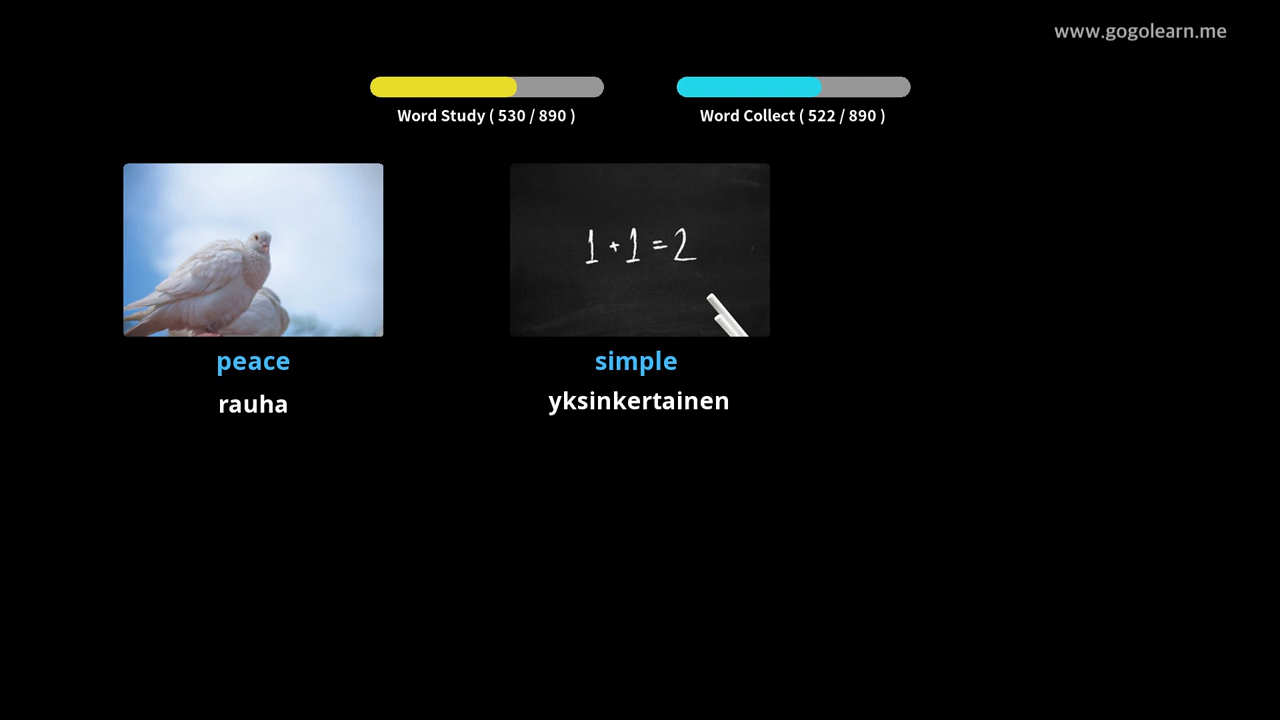 www.gogolearn.me
Word Study ( 530 / 890 )
Word Collect ( 522 / 890 )
1 + 1 = 2
peace
rauha
simple
yksinkertainen